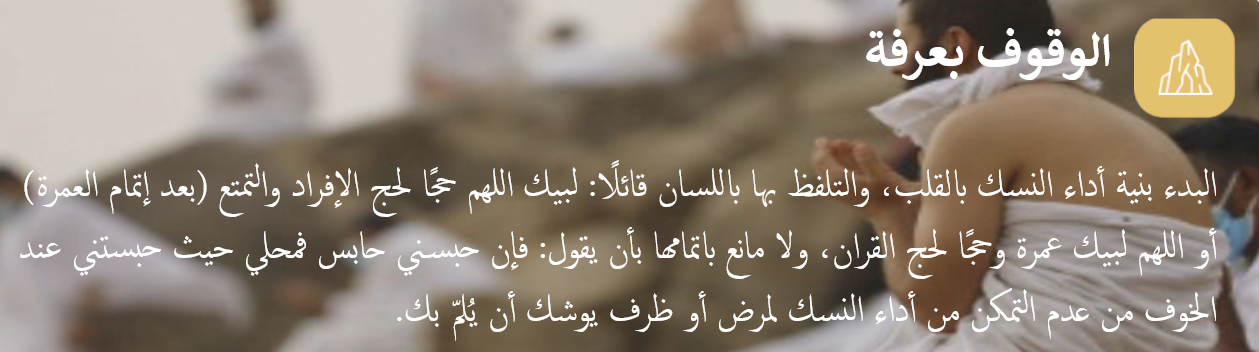 الوقوف بعرفة
البدء بنية أداء النسك بالقلب، والتلفظ بها باللسان قائلًا: لبيك اللهم حجًا لحج الإفراد والتمتع (بعد إتمام العمرة)
أو اللهم لبيك عمرة وحجًا لحج القران، ولا مانع باتمامها بأن يقول: فإن حبسني حابس فمحلي حيث حبستني عند
الخوف من عدم التمكن من أداء النسك لمرض أو ظرف يوشك أن يُلمّ بك.